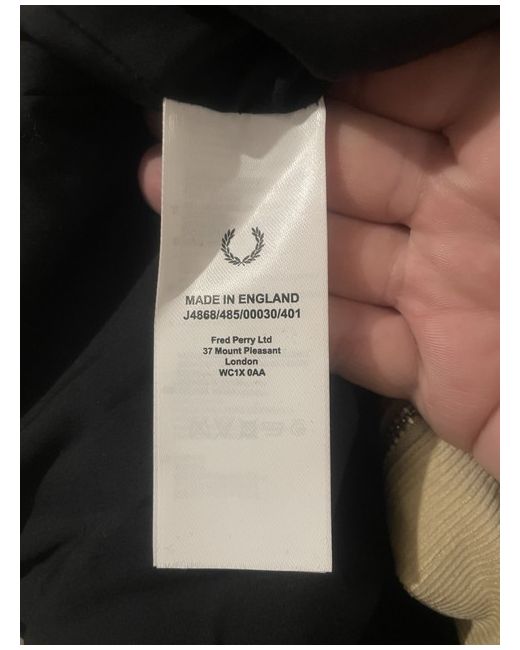 MADE IN ENGLAND
J4868/485/00030/401
Fred Perry Ltd
37 Mount Pleasant
London
WC1X 0AA